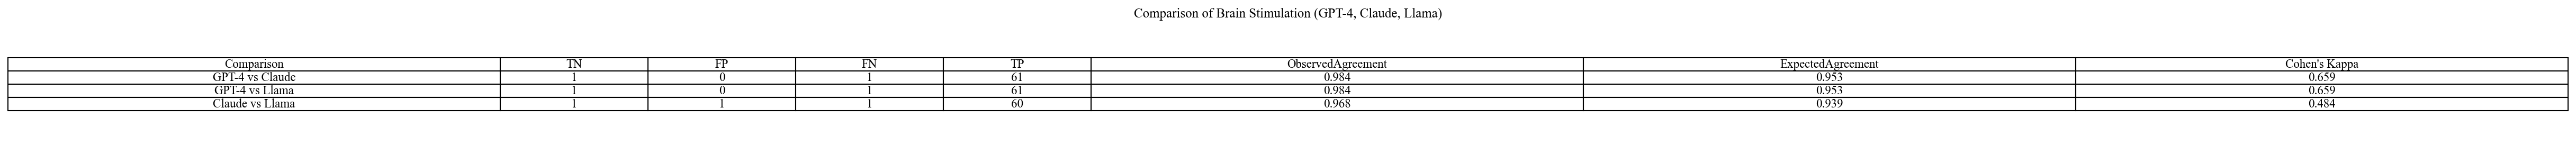 Comparison of Brain Stimulation (GPT-4, Claude, Llama)
Comparison TN FP FN TP ObservedAgreement ExpectedAgreement Cohen's Kappa
GPT-4 vs Claude 1 0 1 61 0.984 0.953 0.659
GPT-4 vs Llama 1 0 1 61 0.984 0.953 0.659
Claude vs Llama 1 1 1 60 0.968 0.939 0.484